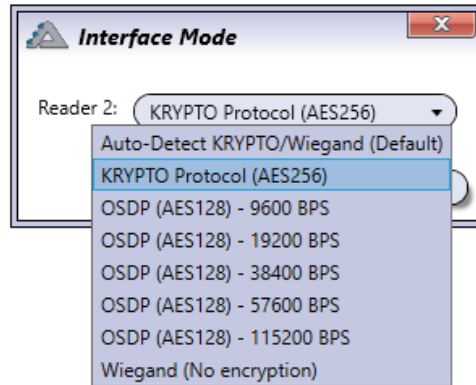 Interface Mode
X
Reader 2: KRYPTO Protocol (AES256)
Auto-Detect KRYPTO/Wiegand (Default)
KRYPTO Protocol (AES256)
OSDP (AES128) - 9600 BPS
OSDP (AES128) - 19200 BPS
OSDP (AES128) - 38400 BPS
OSDP (AES128) - 57600 BPS
OSDP (AES128) - 115200 BPS
Wiegand (No encryption)